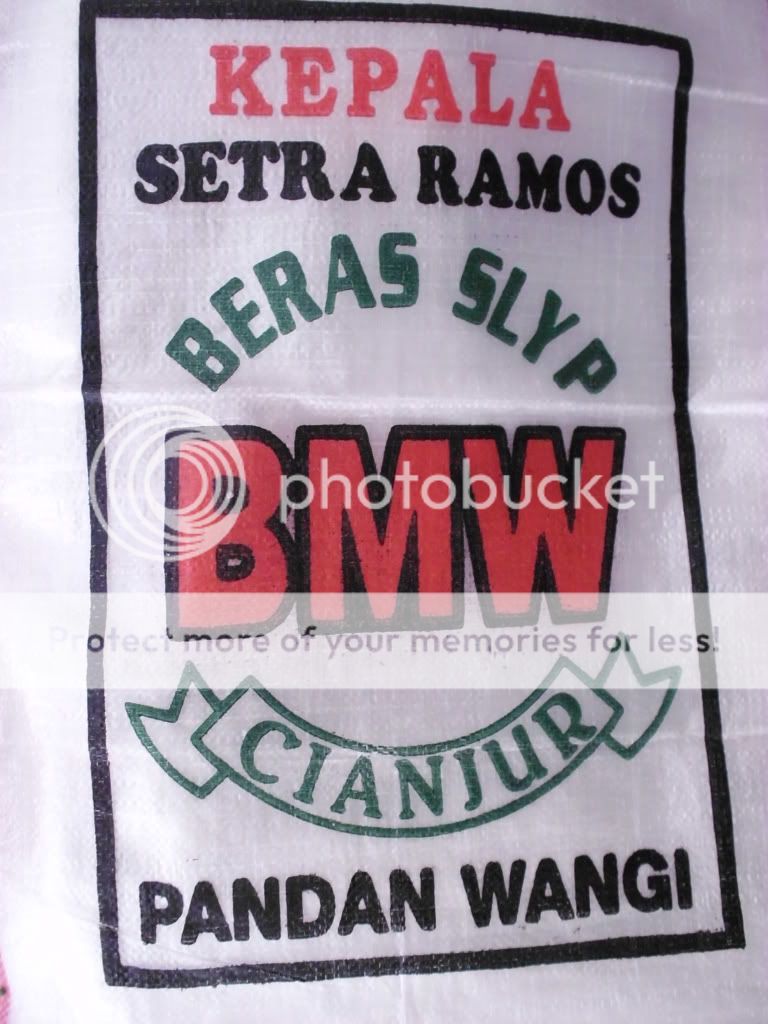 KEPALA
SETRA RAMOS
BERAS SLYP
BMW
photobucket
Protect more of your memories for less!
CIANJUR
PANDAN WANGI